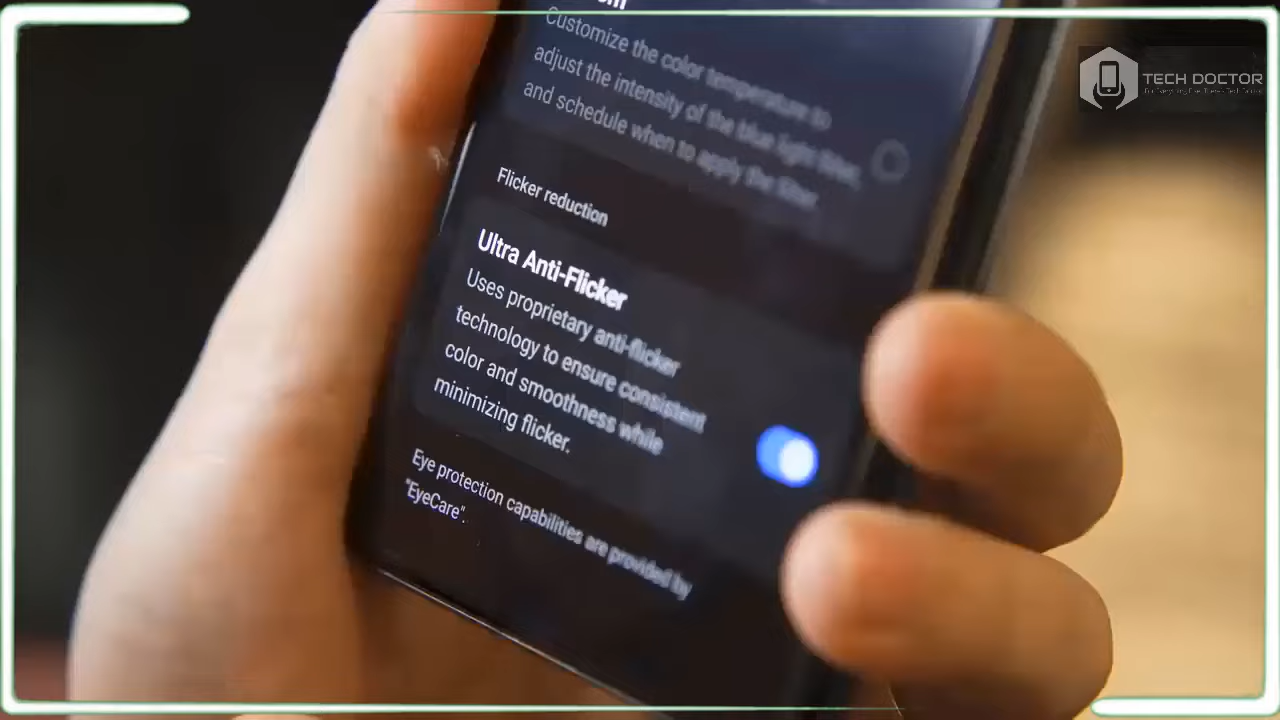 Customize the color temperature to
adjust the intensity of the blue light filter,
and schedule when to apply the filter.
Flicker reduction
Ultra Anti-Flicker
Uses proprietary anti-flicker
technology to ensure consistent
color and smoothness while
minimizing flicker.
Eye protection capabilities are provided by
"EyeCare".
TECH DOCTOR